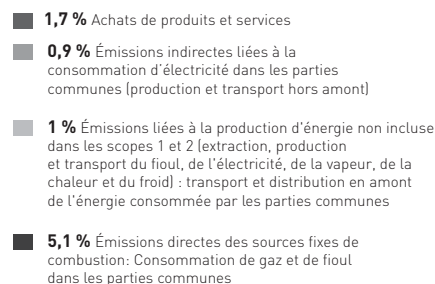 1,7 % Achats de produits et services
0,9 % Émissions indirectes liées à la
consommation d'électricité dans les parties
communes (production et transport hors amont)
1 % Émissions liées à la production d'énergie non incluse
dans les scopes 1 et 2 (extraction, production
et transport du fioul, de l'électricité, de la vapeur, de la
chaleur et du froid) : transport et distribution en amont
de l'énergie consommée par les parties communes
5,1 % Émissions directes des sources fixes de
combustion: Consommation de gaz et de fioul
dans les parties communes